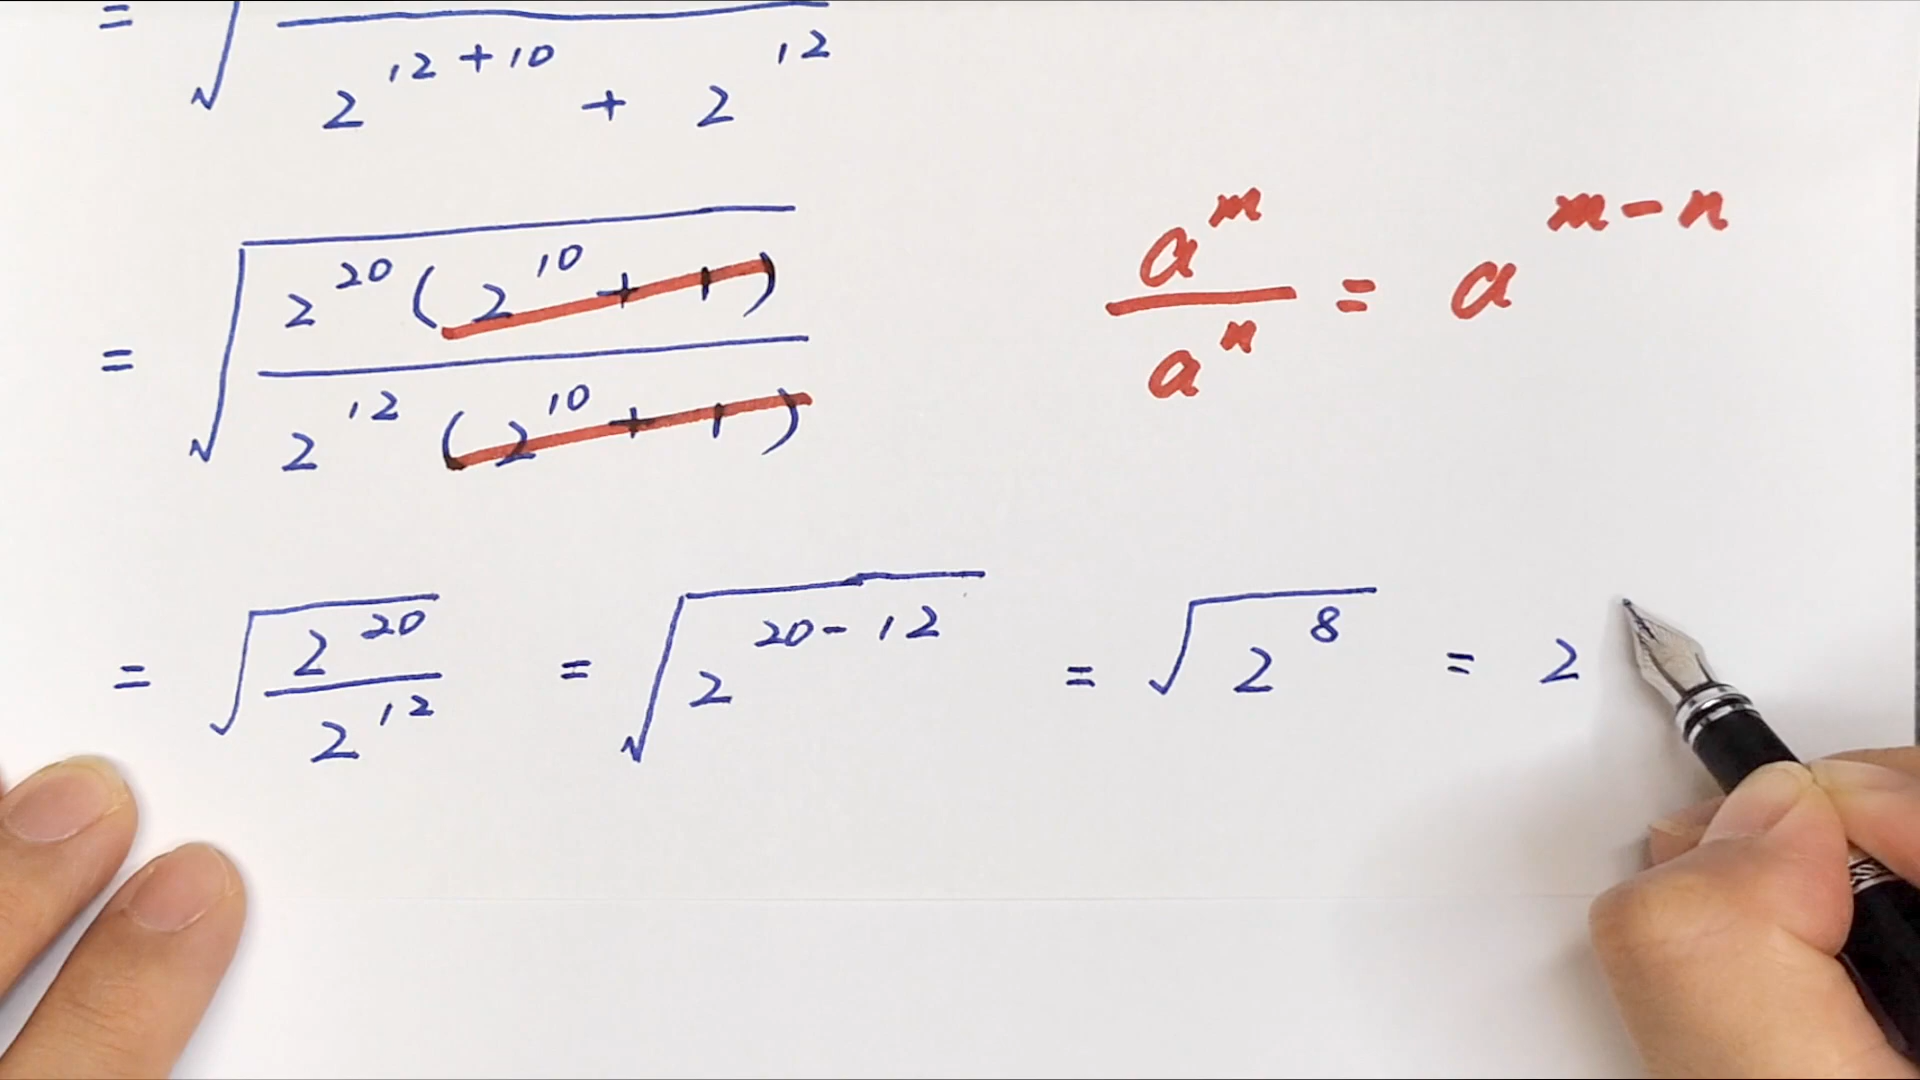 = √ 2^{12+10} + 2^{12}
= √(2^{20}(2^{10}+1) / 2^{12}(2^{10}+1))
a^m / a^n = a^{m-n}
= √(2^{20} / 2^{12}) = √(2^{20-12}) = √(2^8) = 2